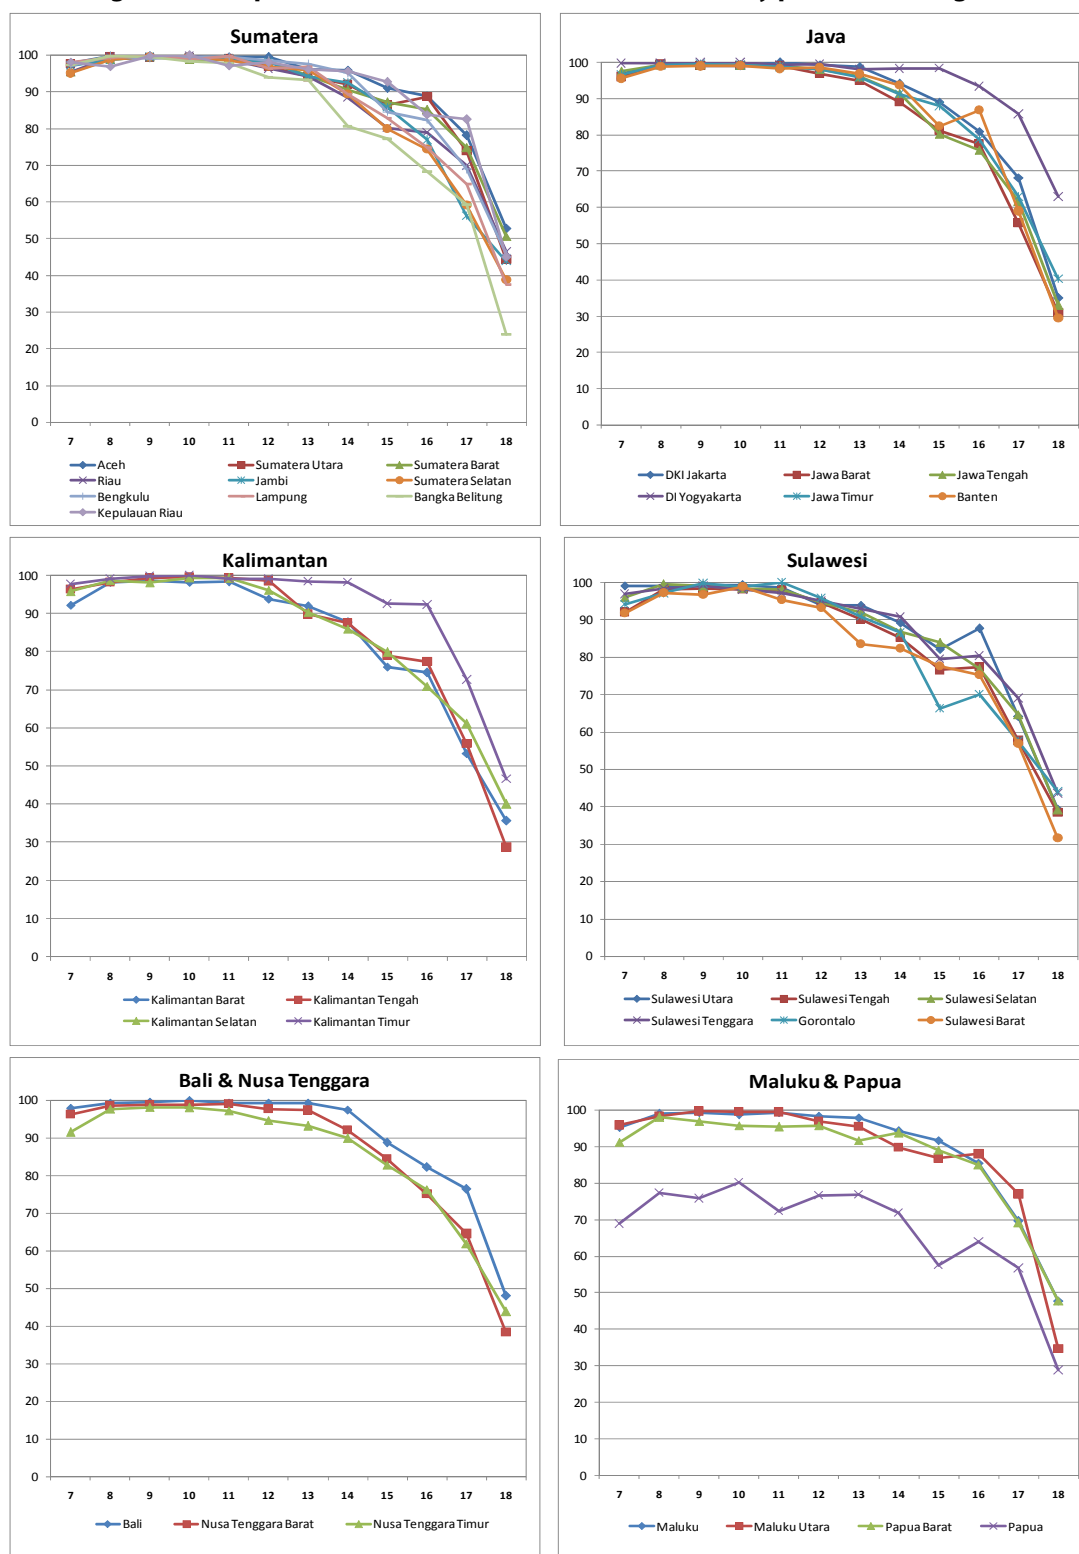 Sumatera
100
90
80
70
60
50
40
30
20
10
0
7 8 9 10 11 12 13 14 15 16 17 18
Aceh Sumatera Utara Sumatera Barat
Riau Jambi Sumatera Selatan
Bengkulu Lampung Bangka Belitung
Kepulauan Riau
Java
100
90
80
70
60
50
40
30
20
10
0
7 8 9 10 11 12 13 14 15 16 17 18
DKI Jakarta Jawa Barat Jawa Tengah
DI Yogyakarta Jawa Timur Banten
Kalimantan
100
90
80
70
60
50
40
30
20
10
0
7 8 9 10 11 12 13 14 15 16 17 18
Kalimantan Barat Kalimantan Tengah
Kalimantan Selatan Kalimantan Timur
Sulawesi
100
90
80
70
60
50
40
30
20
10
0
7 8 9 10 11 12 13 14 15 16 17 18
Sulawesi Utara Sulawesi Tengah Sulawesi Selatan
Sulawesi Tenggara Gorontalo Sulawesi Barat
Bali & Nusa Tenggara
100
90
80
70
60
50
40
30
20
10
0
7 8 9 10 11 12 13 14 15 16 17 18
Bali Nusa Tenggara Barat Nusa Tenggara Timur
Maluku & Papua
100
90
80
70
60
50
40
30
20
10
0
7 8 9 10 11 12 13 14 15 16 17 18
Maluku Maluku Utara Papua Barat Papua